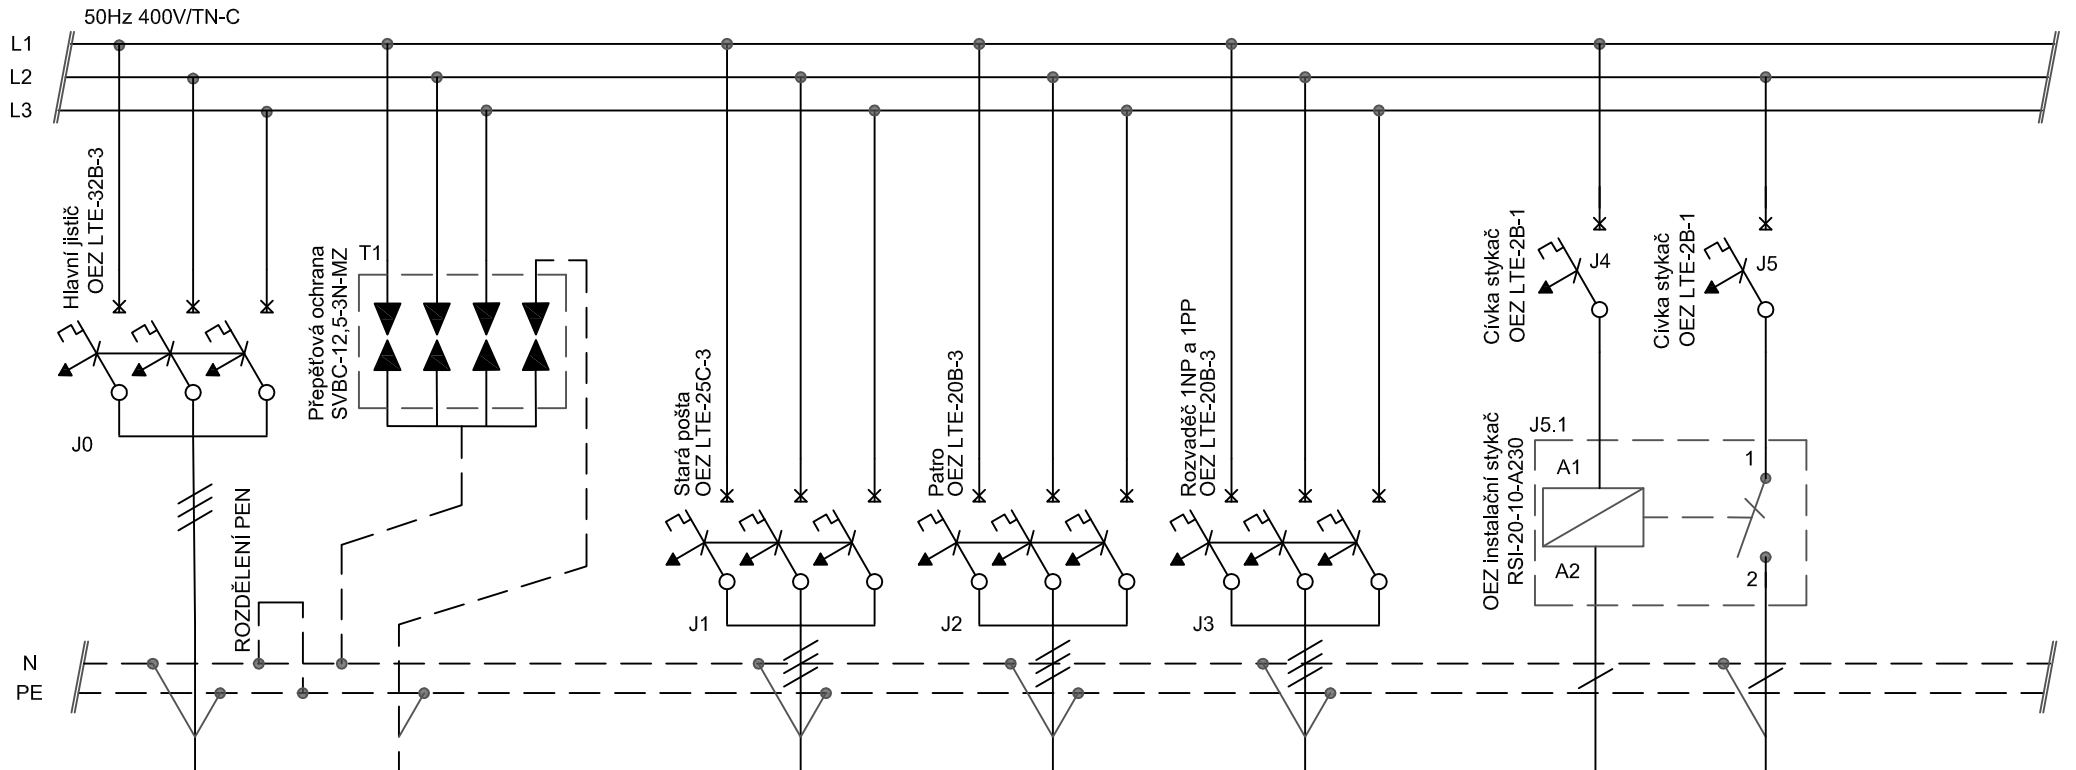 50Hz 400V/TN-C
L1
L2
L3
Hlavní jistič
OEZ LTE-32B-3
J0
Přepěťová ochrana
SVBC-12,5-3N-MZ
T1
ROZDĚLENÍ PEN
Stará pošta
OEZ LTE-25C-3
J1
Patro
OEZ LTE-20B-3
J2
Rozvaděč 1NP a 1PP
OEZ LTE-20B-3
J3
Cívka stykač
OEZ LTE-2B-1
J4
Cívka stykač
OEZ LTE-2B-1
J5
OEZ instalační stykač
RSI-20-10-A230
J5.1
A1
A2
1
2
N
PE